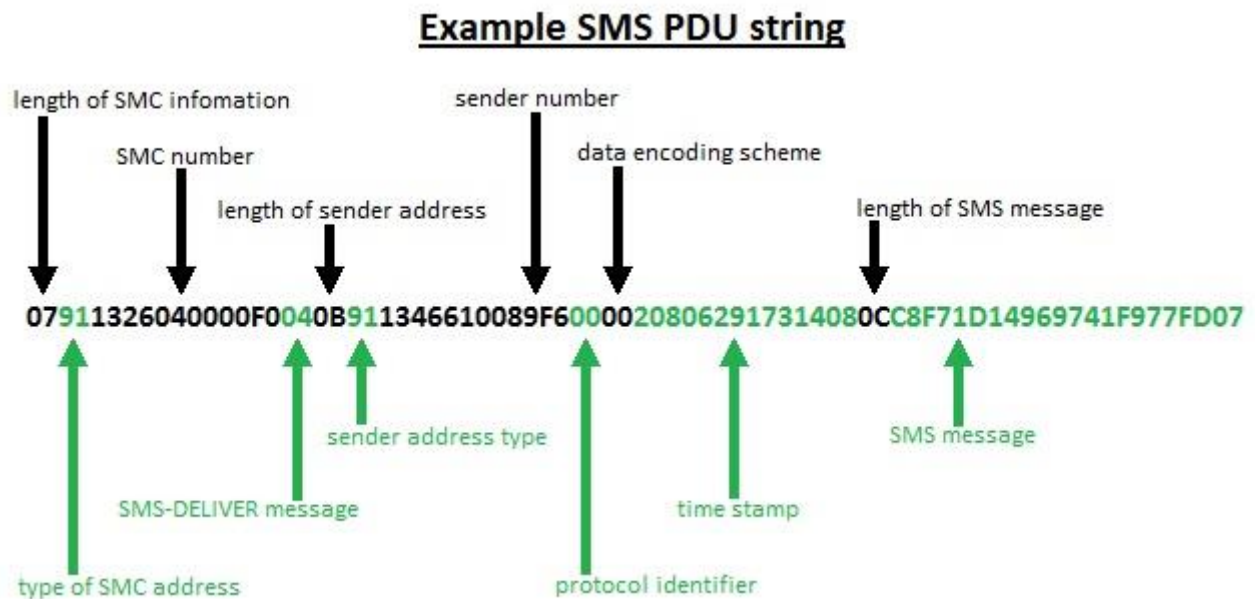 Example SMS PDU string
length of SMC infomation
sender number
SMC number
data encoding scheme
length of sender address
length of SMS message
07911326040000F0040B911346610089F60000208062917314080CC8F71D14969741F977FD07
sender address type
SMS message
SMS-DELIVER message
time stamp
type of SMC address
protocol identifier